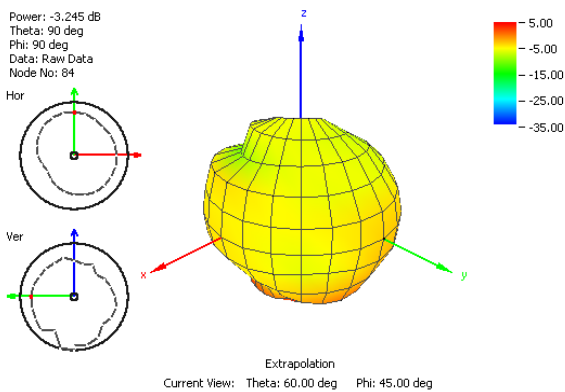 Power: -3.245 dB
Theta: 90 deg
Phi: 90 deg
Data: Raw Data
Node No: 84
Hor
Ver
z
x
y
5.00
-5.00
-15.00
-25.00
-35.00
Extrapolation
Current View: Theta: 60.00 deg Phi: 45.00 deg